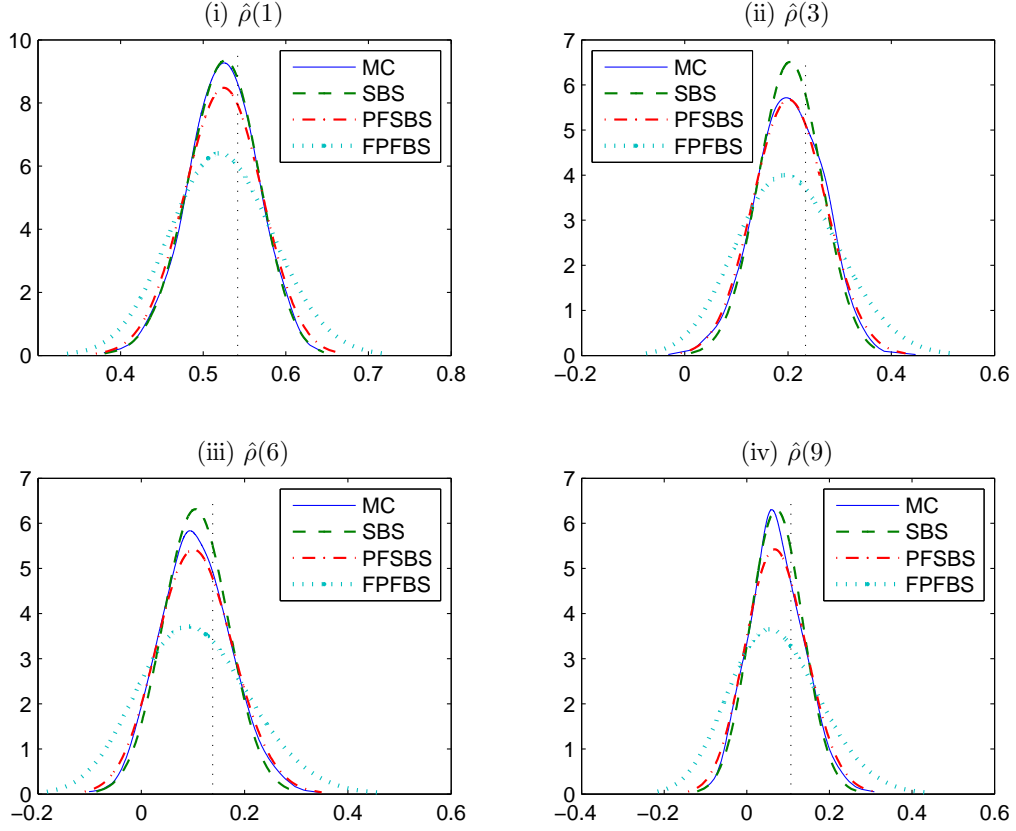 (i) ρ̂(1)
10
8
6
4
2
0
0.4 0.5 0.6 0.7 0.8
MC
SBS
PFSBS
FPFBS
(ii) ρ̂(3)
7
6
5
4
3
2
1
0
−0.2 0 0.2 0.4 0.6
MC
SBS
PFSBS
FPFBS
(iii) ρ̂(6)
7
6
5
4
3
2
1
0
−0.2 0 0.2 0.4 0.6
MC
SBS
PFSBS
FPFBS
(iv) ρ̂(9)
7
6
5
4
3
2
1
0
−0.4 −0.2 0 0.2 0.4 0.6
MC
SBS
PFSBS
FPFBS